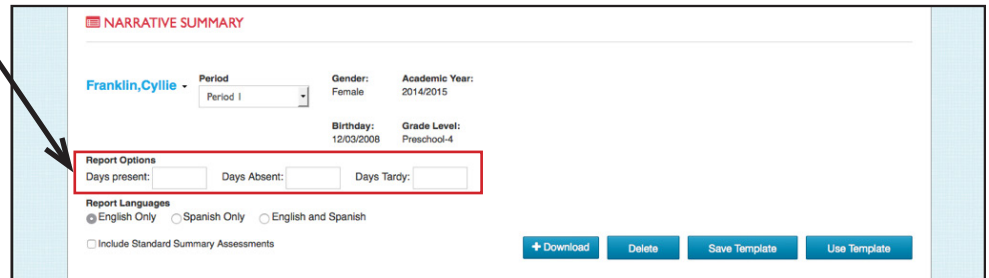 NARRATIVE SUMMARY
Franklin,Cyllie
Period
Period I
Gender:
Female
Academic Year:
2014/2015
Birthday:
12/03/2008
Grade Level:
Preschool-4
Report Options
Days present: Days Absent: Days Tardy:
Report Languages
English Only Spanish Only English and Spanish
Include Standard Summary Assessments
+ Download Delete Save Template Use Template